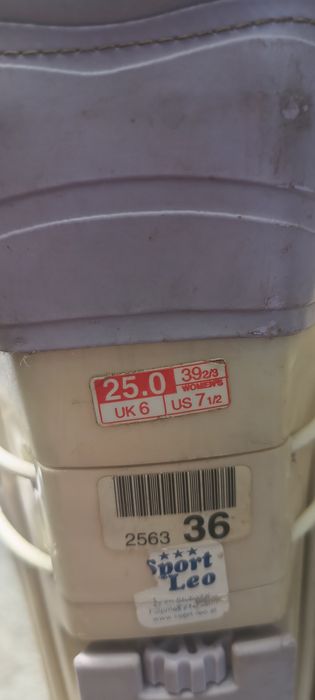 25.0 39 2/3
WOMEN'S
UK 6 US 7 1/2
2563 36
Sport
Leo